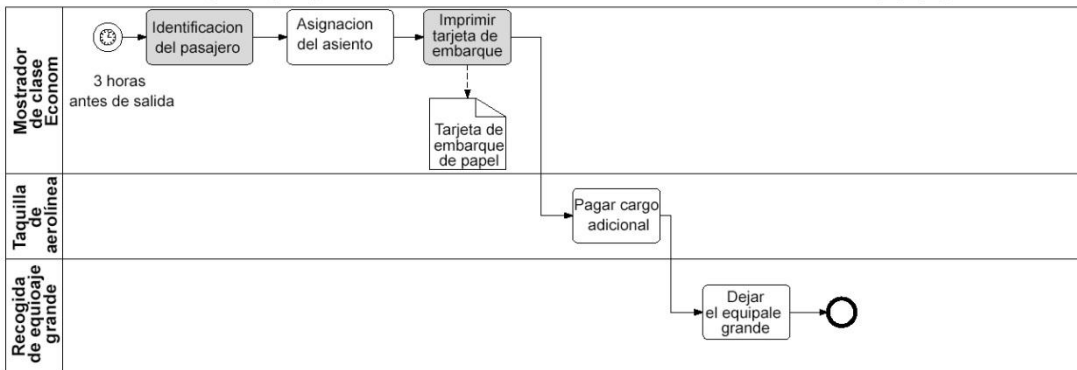 Mostrador
de clase
Econom
3 horas
antes de salida
Identificacion
del pasajero
Asignacion
del asiento
Imprimir
tarjeta de
embarque
Tarjeta de
embarque
de papel
Taquilla
de
aerolínea
Pagar cargo
adicional
Recogida
de equioaje
grande
Dejar
el equipale
grande